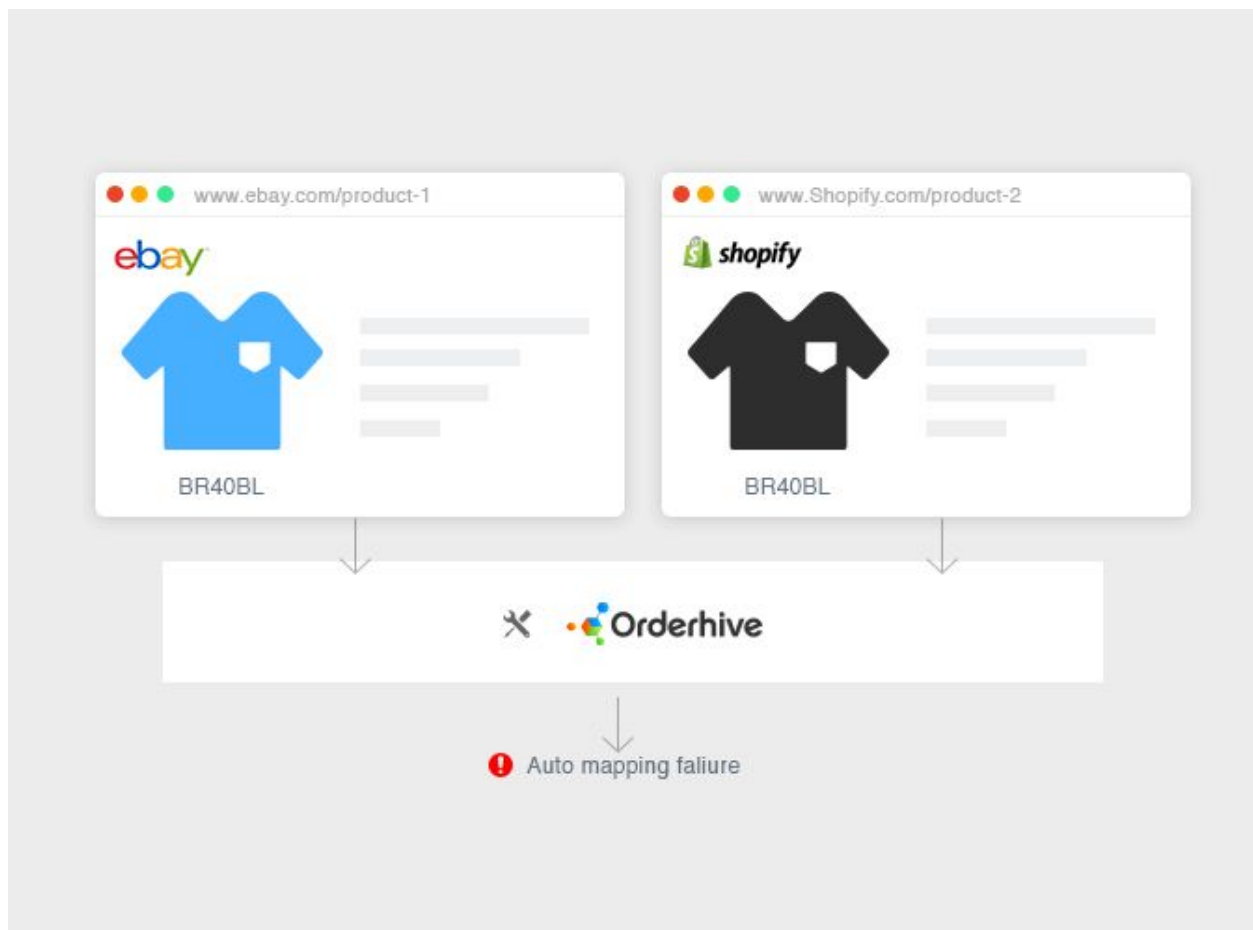 www.ebay.com/product-1
ebay
BR40BL
www.Shopify.com/product-2
shopify
BR40BL
Orderhive
Auto mapping faliure